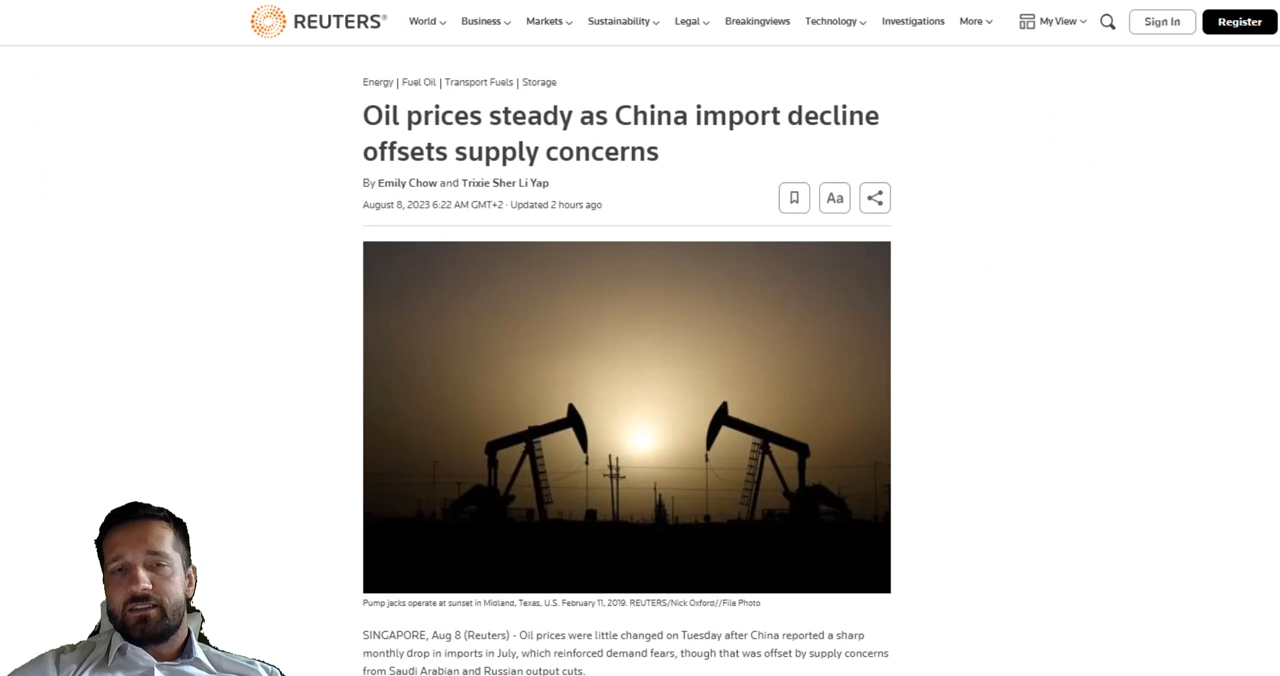 REUTERS®
World
Business
Markets
Sustainability
Legal
Breakingviews
Technology
Investigations
More
My View
Sign In
Register
Energy | Fuel Oil | Transport Fuels | Storage
Oil prices steady as China import decline
offsets supply concerns
By Emily Chow and Trixie Sher Li Yap
August 8, 2023 6:22 AM GMT+2 · Updated 2 hours ago
Aa
Pump jacks operate at sunset in Midland, Texas, U.S. February 11, 2019. REUTERS/Nick Oxford//File Photo
SINGAPORE, Aug 8 (Reuters) - Oil prices were little changed on Tuesday after China reported a sharp
monthly drop in imports in July, which reinforced demand fears, though that was offset by supply concerns
from Saudi Arabian and Russian output cuts.